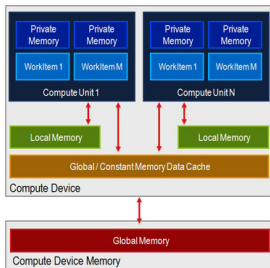 Private Memory
Private Memory
WorkItem 1
WorkItem M
Compute Unit 1
Private Memory
Private Memory
WorkItem 1
WorkItem M
Compute Unit N
Local Memory
Local Memory
Global / Constant Memory Data Cache
Compute Device
Global Memory
Compute Device Memory